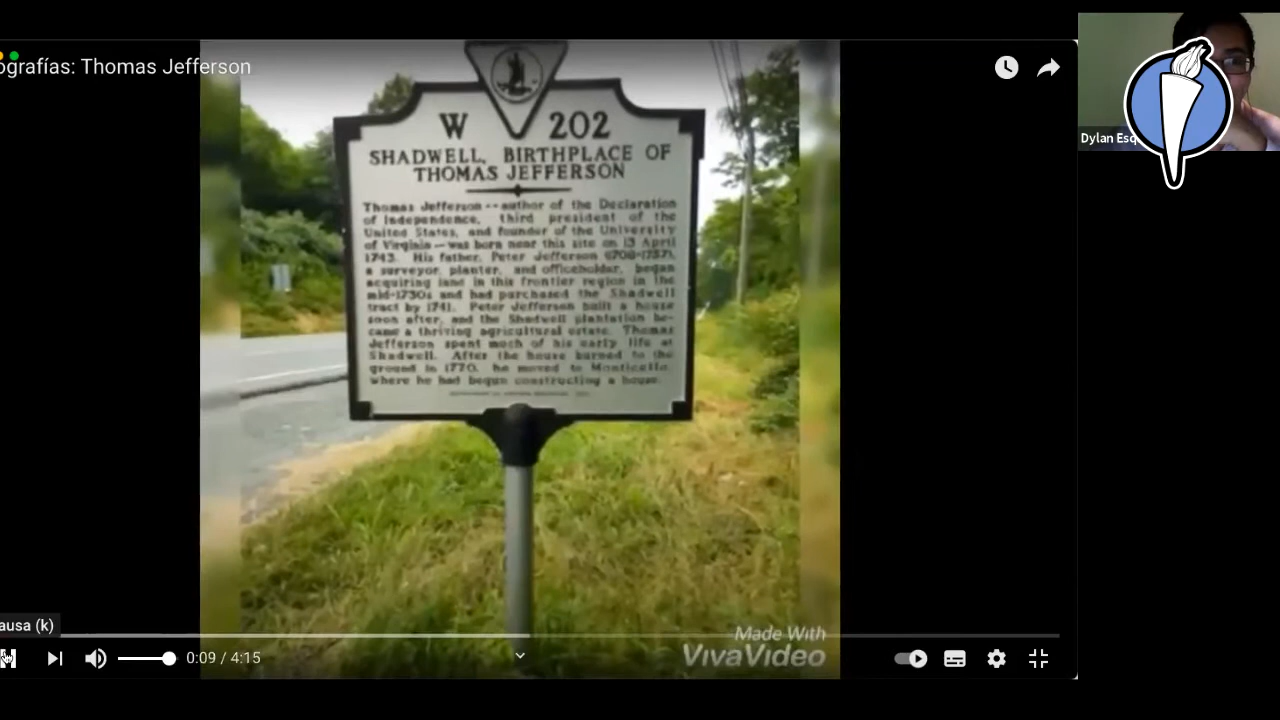 ografías: Thomas Jefferson
W 202
SHADWELL, BIRTHPLACE OF
THOMAS JEFFERSON
Thomas Jefferson--author of the Declaration
of Independence, third president of the
United States, and founder of the University
of Virginia—was born near this site on 13 April
1743. His father, Peter Jefferson (1708-1757),
a surveyor, planter, and officeholder, began
acquiring land in this frontier region in the
mid-1730s and had purchased the Shadwell
tract by 1741. Peter Jefferson built a house
soon after, and the Shadwell plantation be-
came a thriving agricultural estate. Thomas
Jefferson spent much of his early life at
Shadwell. After the house burned to the
ground in 1770, he moved to Monticello,
where he had begun constructing a house.
Dylan Esq
ausa (k)
0:09 / 4:15
Made With
VivaVideo